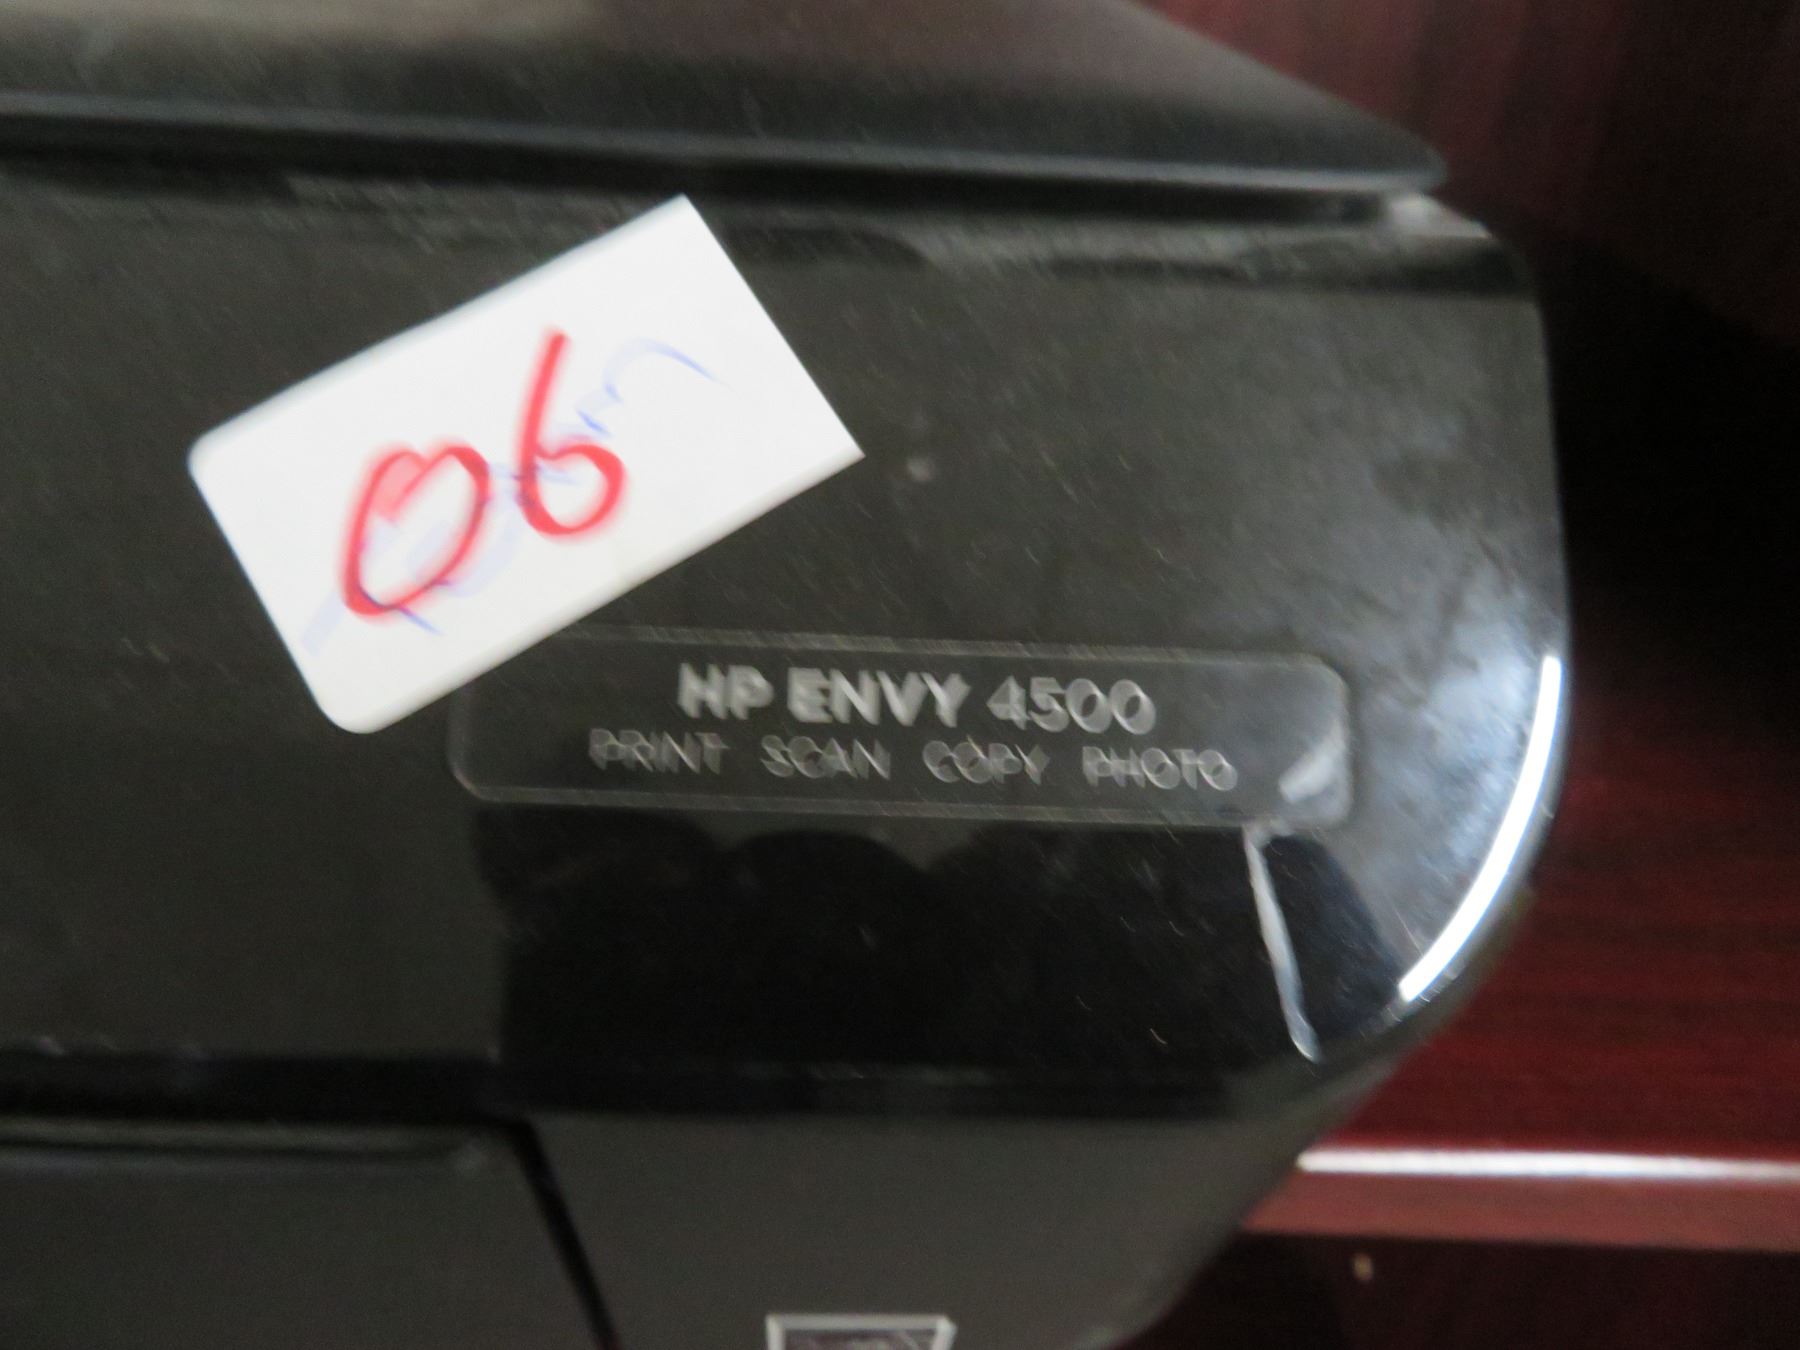 06
HP ENVY 4500
PRINT SCAN COPY PHOTO